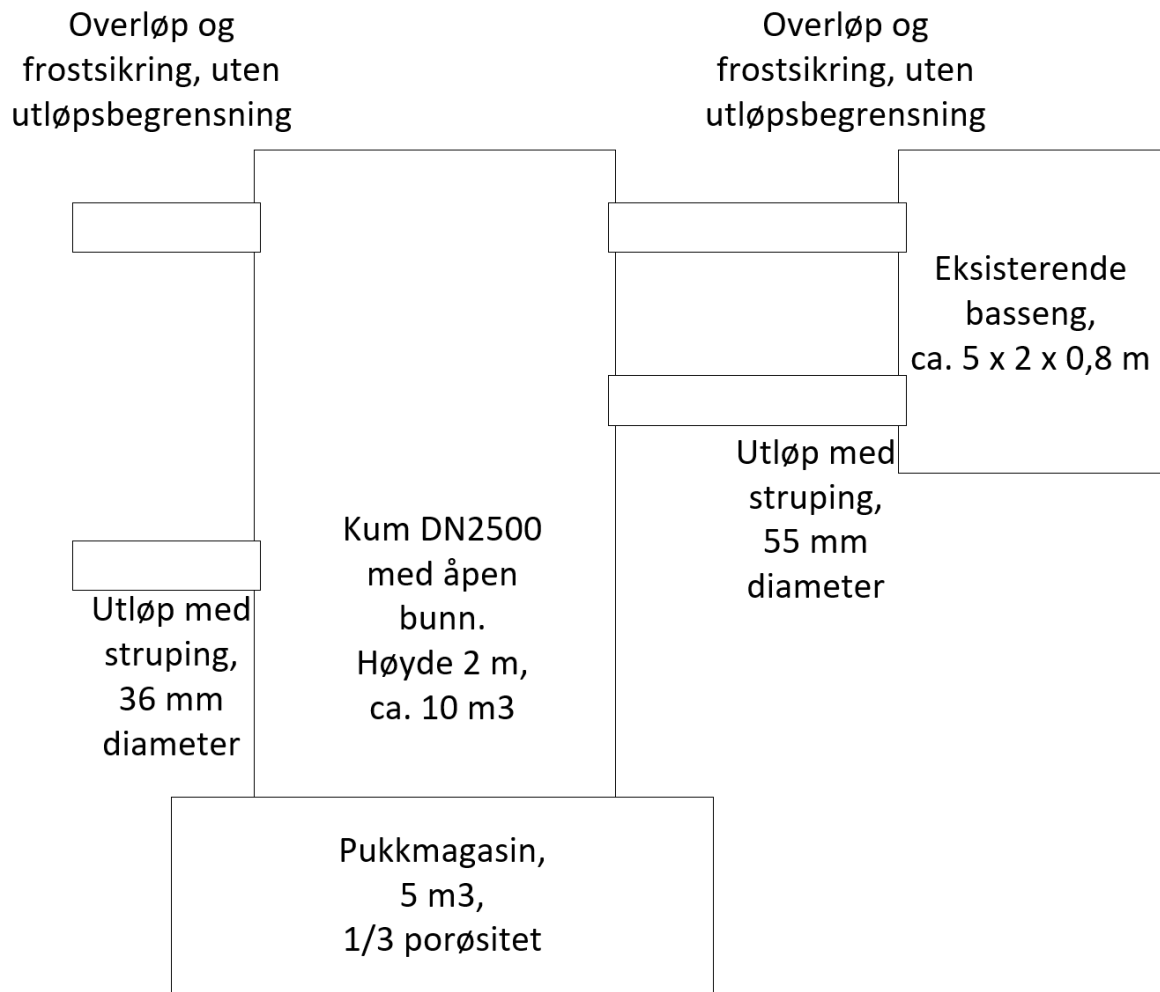 Overløp og
frostsikring, uten
utløpsbegrensning
Overløp og
frostsikring, uten
utløpsbegrensning
Eksisterende
basseng,
ca. 5 x 2 x 0,8 m
Utløp med
struping,
55 mm
diameter
Kum DN2500
med åpen
bunn.
Høyde 2 m,
ca. 10 m3
Utløp med
struping,
36 mm
diameter
Pukkmagasin,
5 m3,
1/3 porøsitet